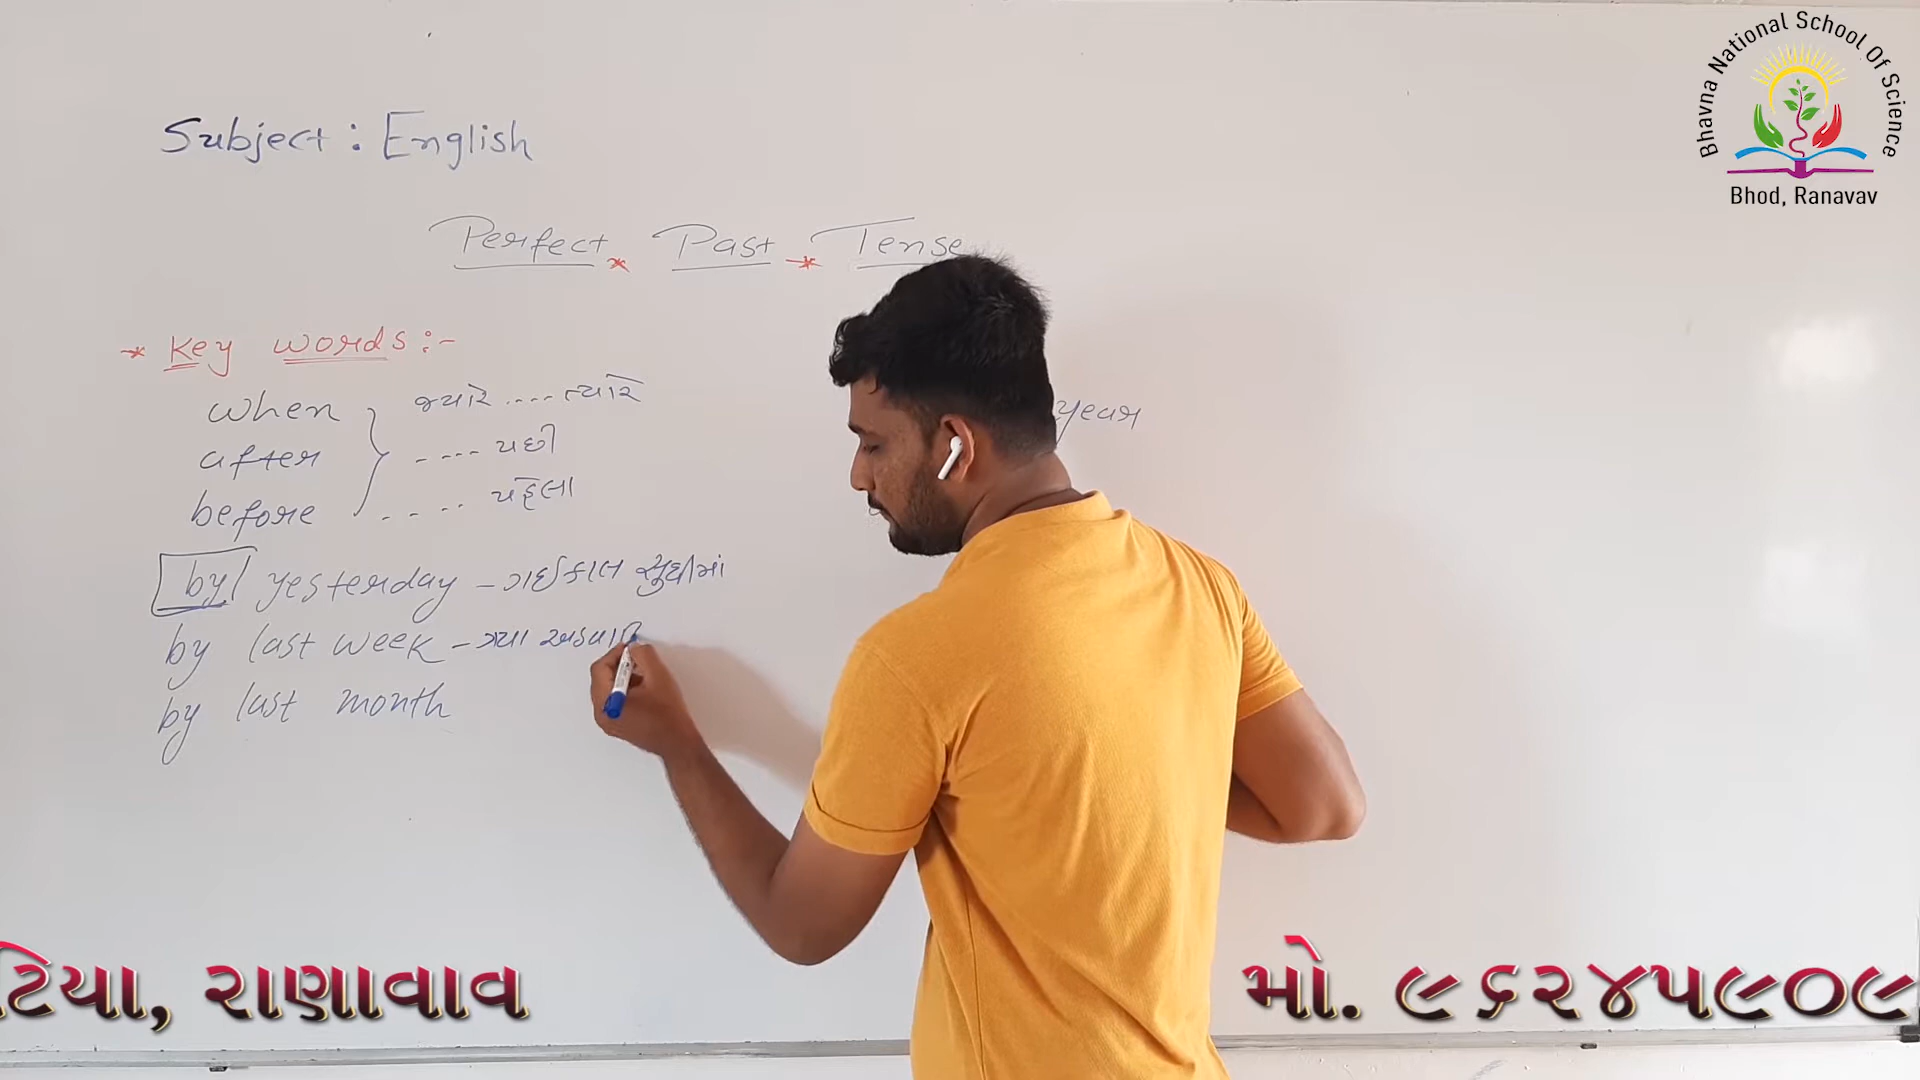 Bhavna National School Of Science
Bhod, Ranavav
Subject : English
Perfect * Past * Tense
* Key words :-
when જ્યારે .... ત્યારે
year
after .... પછી
before .... પહેલા
by yesterday - ગઈકાલ સુધીમાં
by last week - ગયા અઠવાડિ
by last month
ટિયા, રાણાવાવ
મો. ૯૬૨૪૫૯૦૯